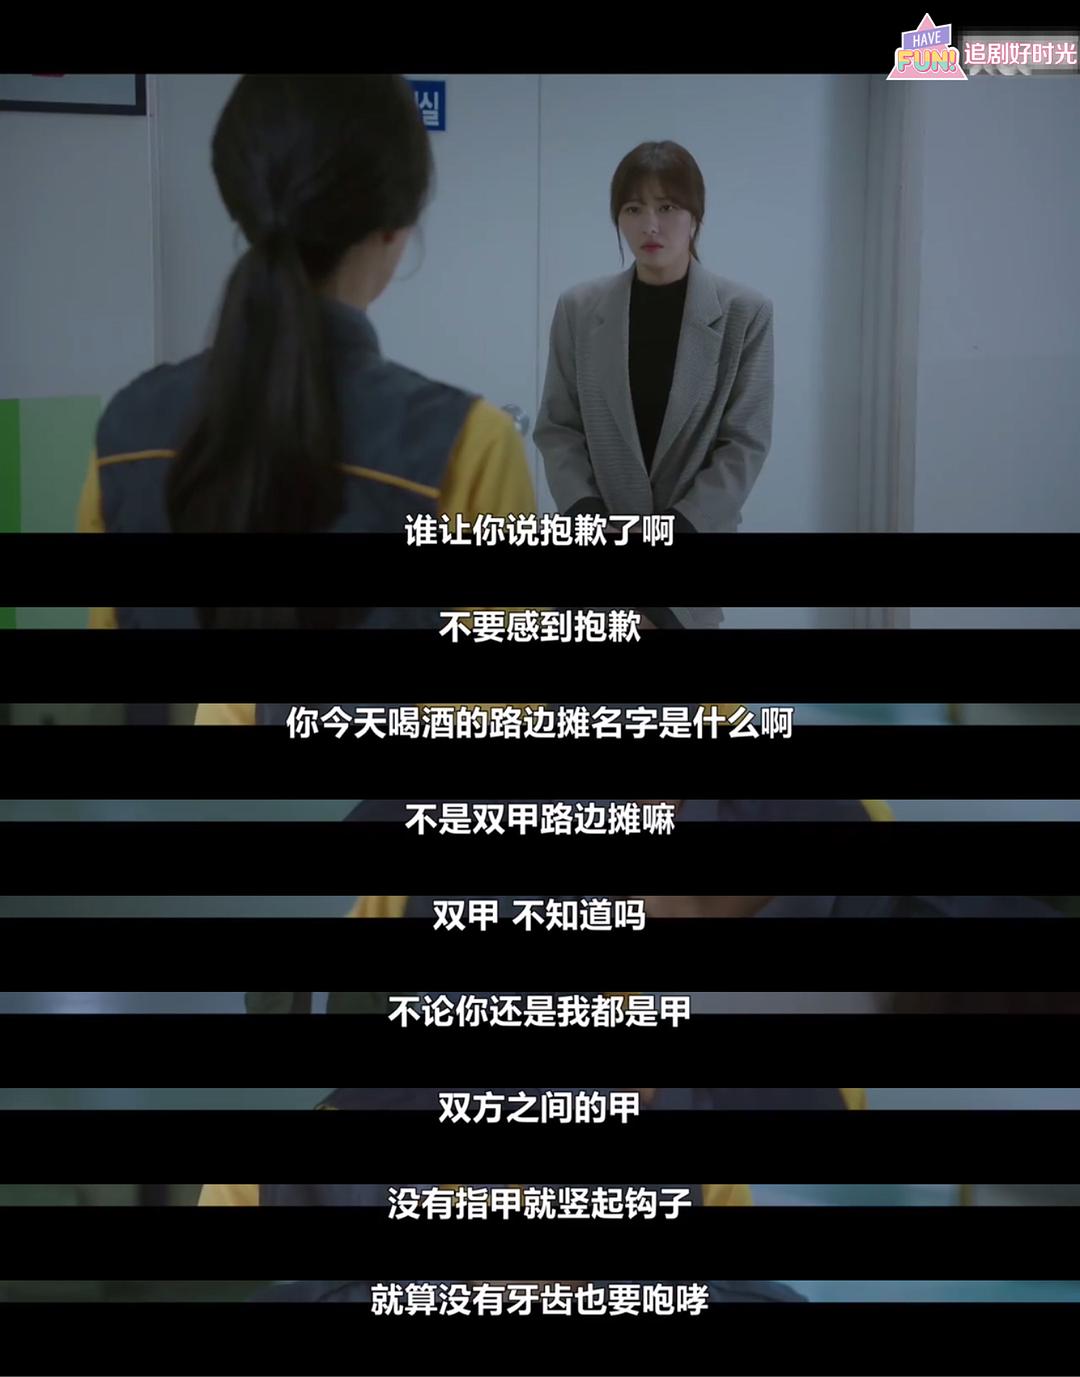 HAVE
FUN!
追剧好时光
실
谁让你说抱歉了啊
不要感到抱歉
你今天喝酒的路边摊名字是什么啊
不是双甲路边摊嘛
双甲 不知道吗
不论你还是我都是甲
双方之间的甲
没有指甲就竖起钩子
就算没有牙齿也要咆哮